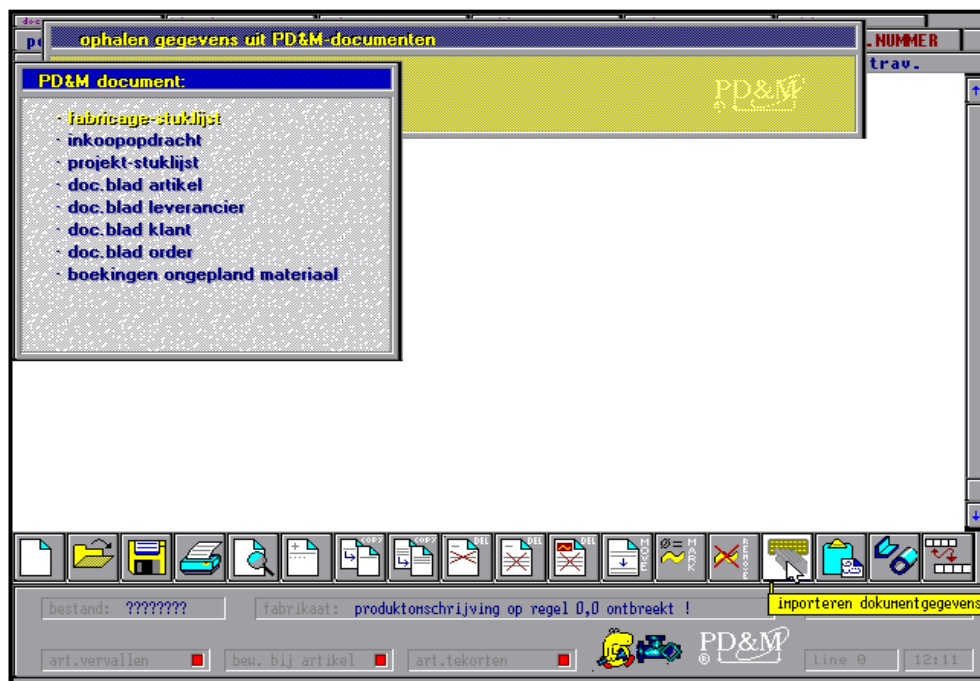 doc
ophalen gegevens uit PD&M-documenten
.NUMMER
trav.
PD&M
®
PD&M document:
· fabricage-stuklijst
· inkoopopdracht
· projekt-stuklijst
· doc.blad artikel
· doc.blad leverancier
· doc.blad klant
· doc.blad order
· boekingen ongepland materiaal
COPY
COPY
DEL
DEL
DEL
MOVE
Ø=
MARK
REMOVE
importeren dokumentgegevens
bestand: ????????
fabrikaat: produktomschrijving op regel 0,0 ontbreekt !
art.vervallen
bew. bij artikel
art.tekorten
PD&M
®
line 0
12:11